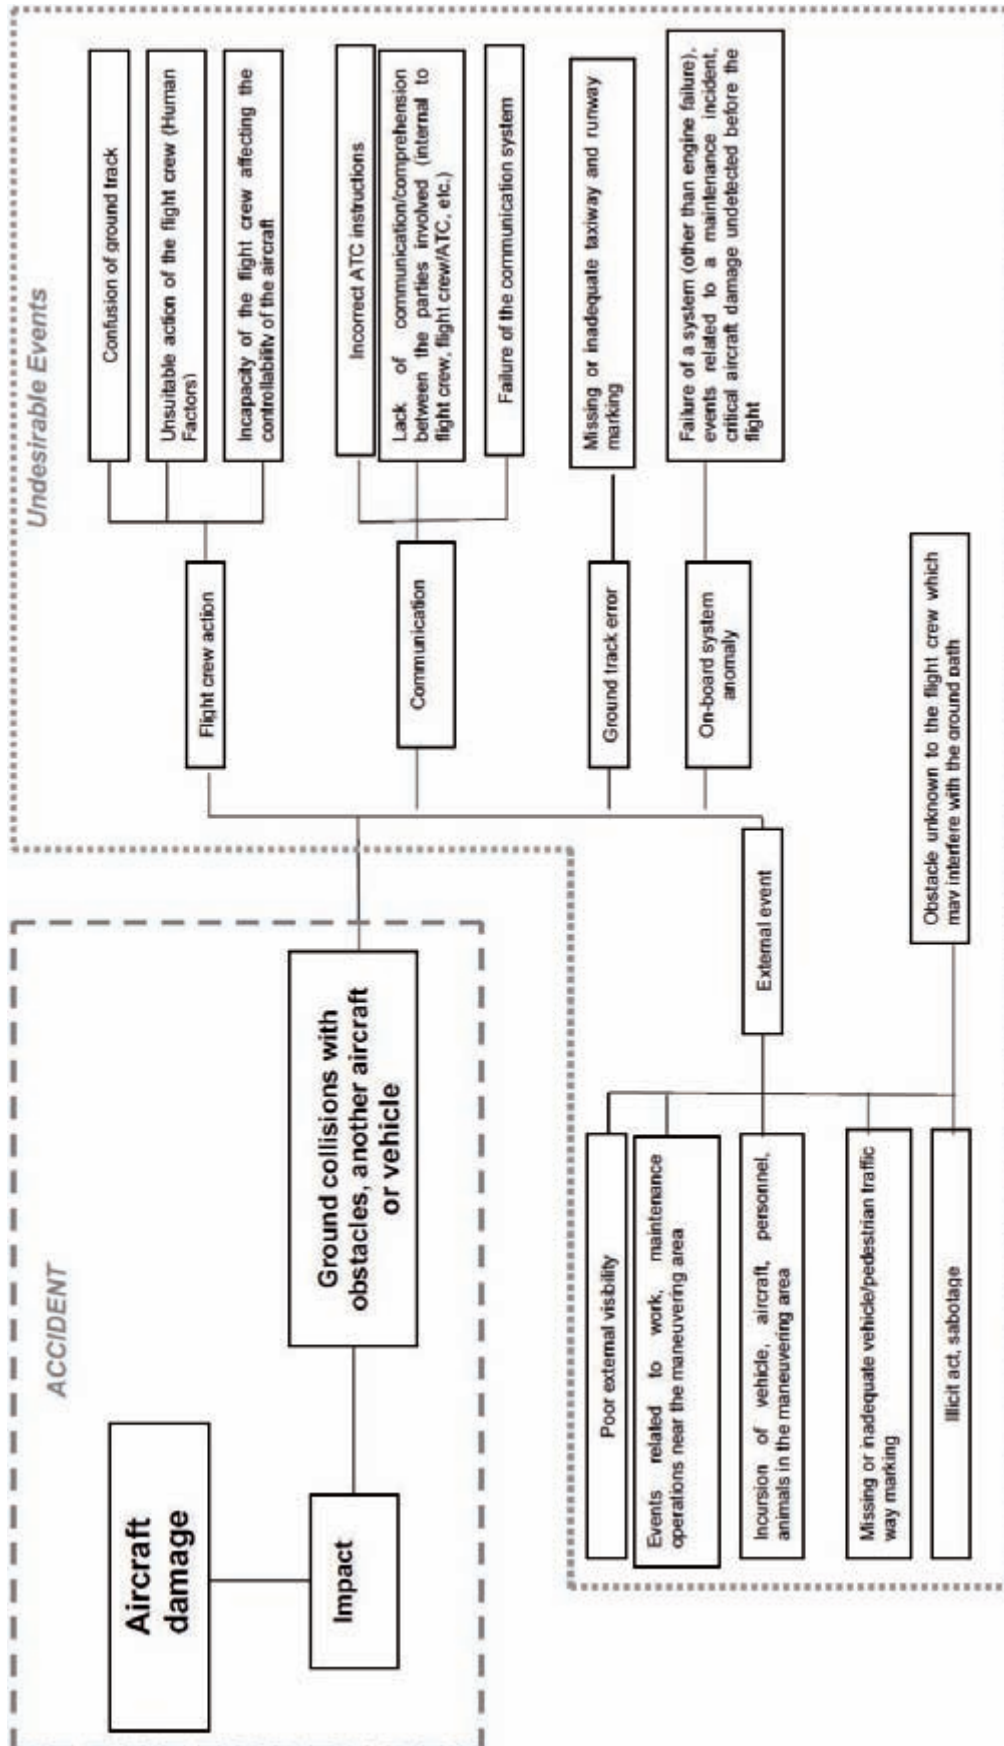 ACCIDENT
Undesirable Events
Aircraft
damage
Impact
Ground collisions with
obstacles, another aircraft
or vehicle
Flight crew action
Confusion of ground track
Unsuitable action of the flight crew (Human
Factors)
Incapacity of the flight crew affecting the
controllability of the aircraft
Communication
Incorrect ATC instructions
Lack of communication/comprehension
between the parties involved (internal to
flight crew, flight crew/ATC, etc.)
Failure of the communication system
Ground track error
Missing or inadequate taxiway and runway
marking
On-board system
anomaly
Failure of a system (other than engine failure),
events related to a maintenance incident,
critical aircraft damage undetected before the
flight
External event
Poor external visibility
Events related to work, maintenance
operations near the maneuvering area
Incursion of vehicle, aircraft, personnel,
animals in the maneuvering area
Missing or inadequate vehicle/pedestrian traffic
way marking
Illicit act, sabotage
Obstacle unknown to the flight crew which
may interfere with the ground path